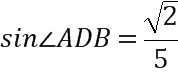 sin∠ADB = √2/5